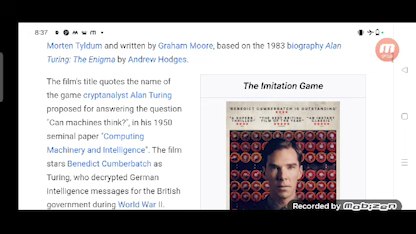 8:37
Morten Tyldum and written by Graham Moore, based on the 1983 biography Alan
Turing: The Enigma by Andrew Hodges.
The film's title quotes the name of
the game cryptanalyst Alan Turing
proposed for answering the question
"Can machines think?", in his 1950
seminal paper "Computing
Machinery and Intelligence". The film
stars Benedict Cumberbatch as
Turing, who decrypted German
intelligence messages for the British
government during World War II.
The Imitation Game
BENEDICT CUMBERBATCH IS OUTSTANDING
Recorded by Mobizen